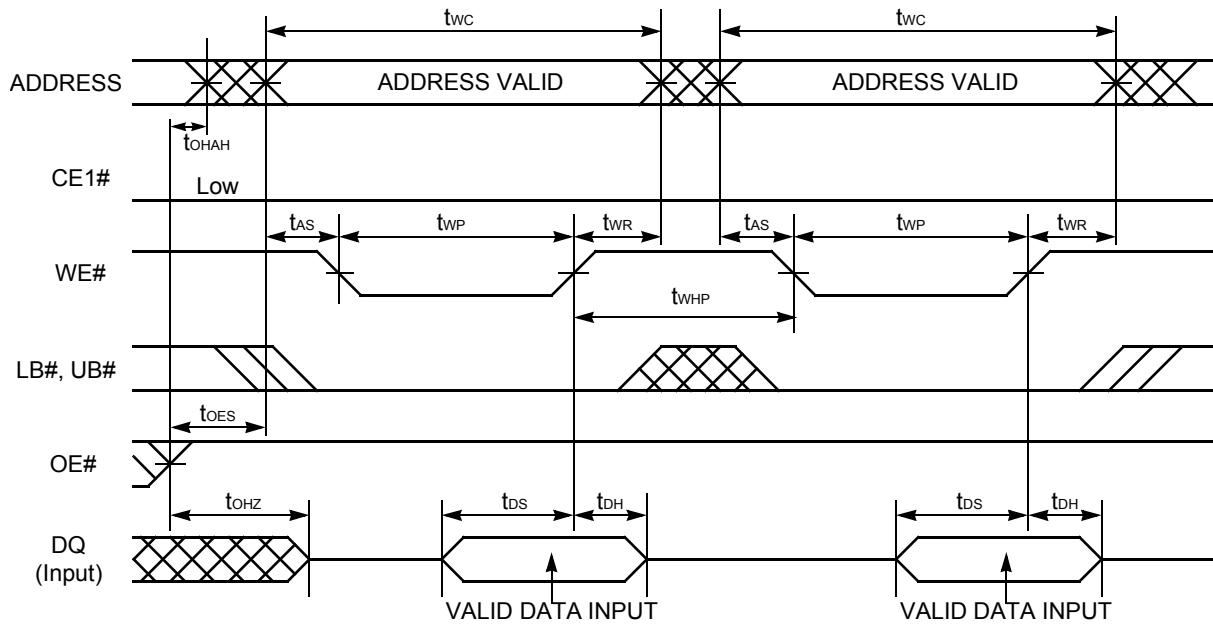 tWC tWC
ADDRESS ADDRESS VALID ADDRESS VALID
tOHAH
CE1# Low
tAS tWP tWR tAS tWP tWR
WE#
tWHP
LB#, UB#
tOES
OE#
tOHZ tDS tDH tDS tDH
DQ
(Input)
VALID DATA INPUT VALID DATA INPUT